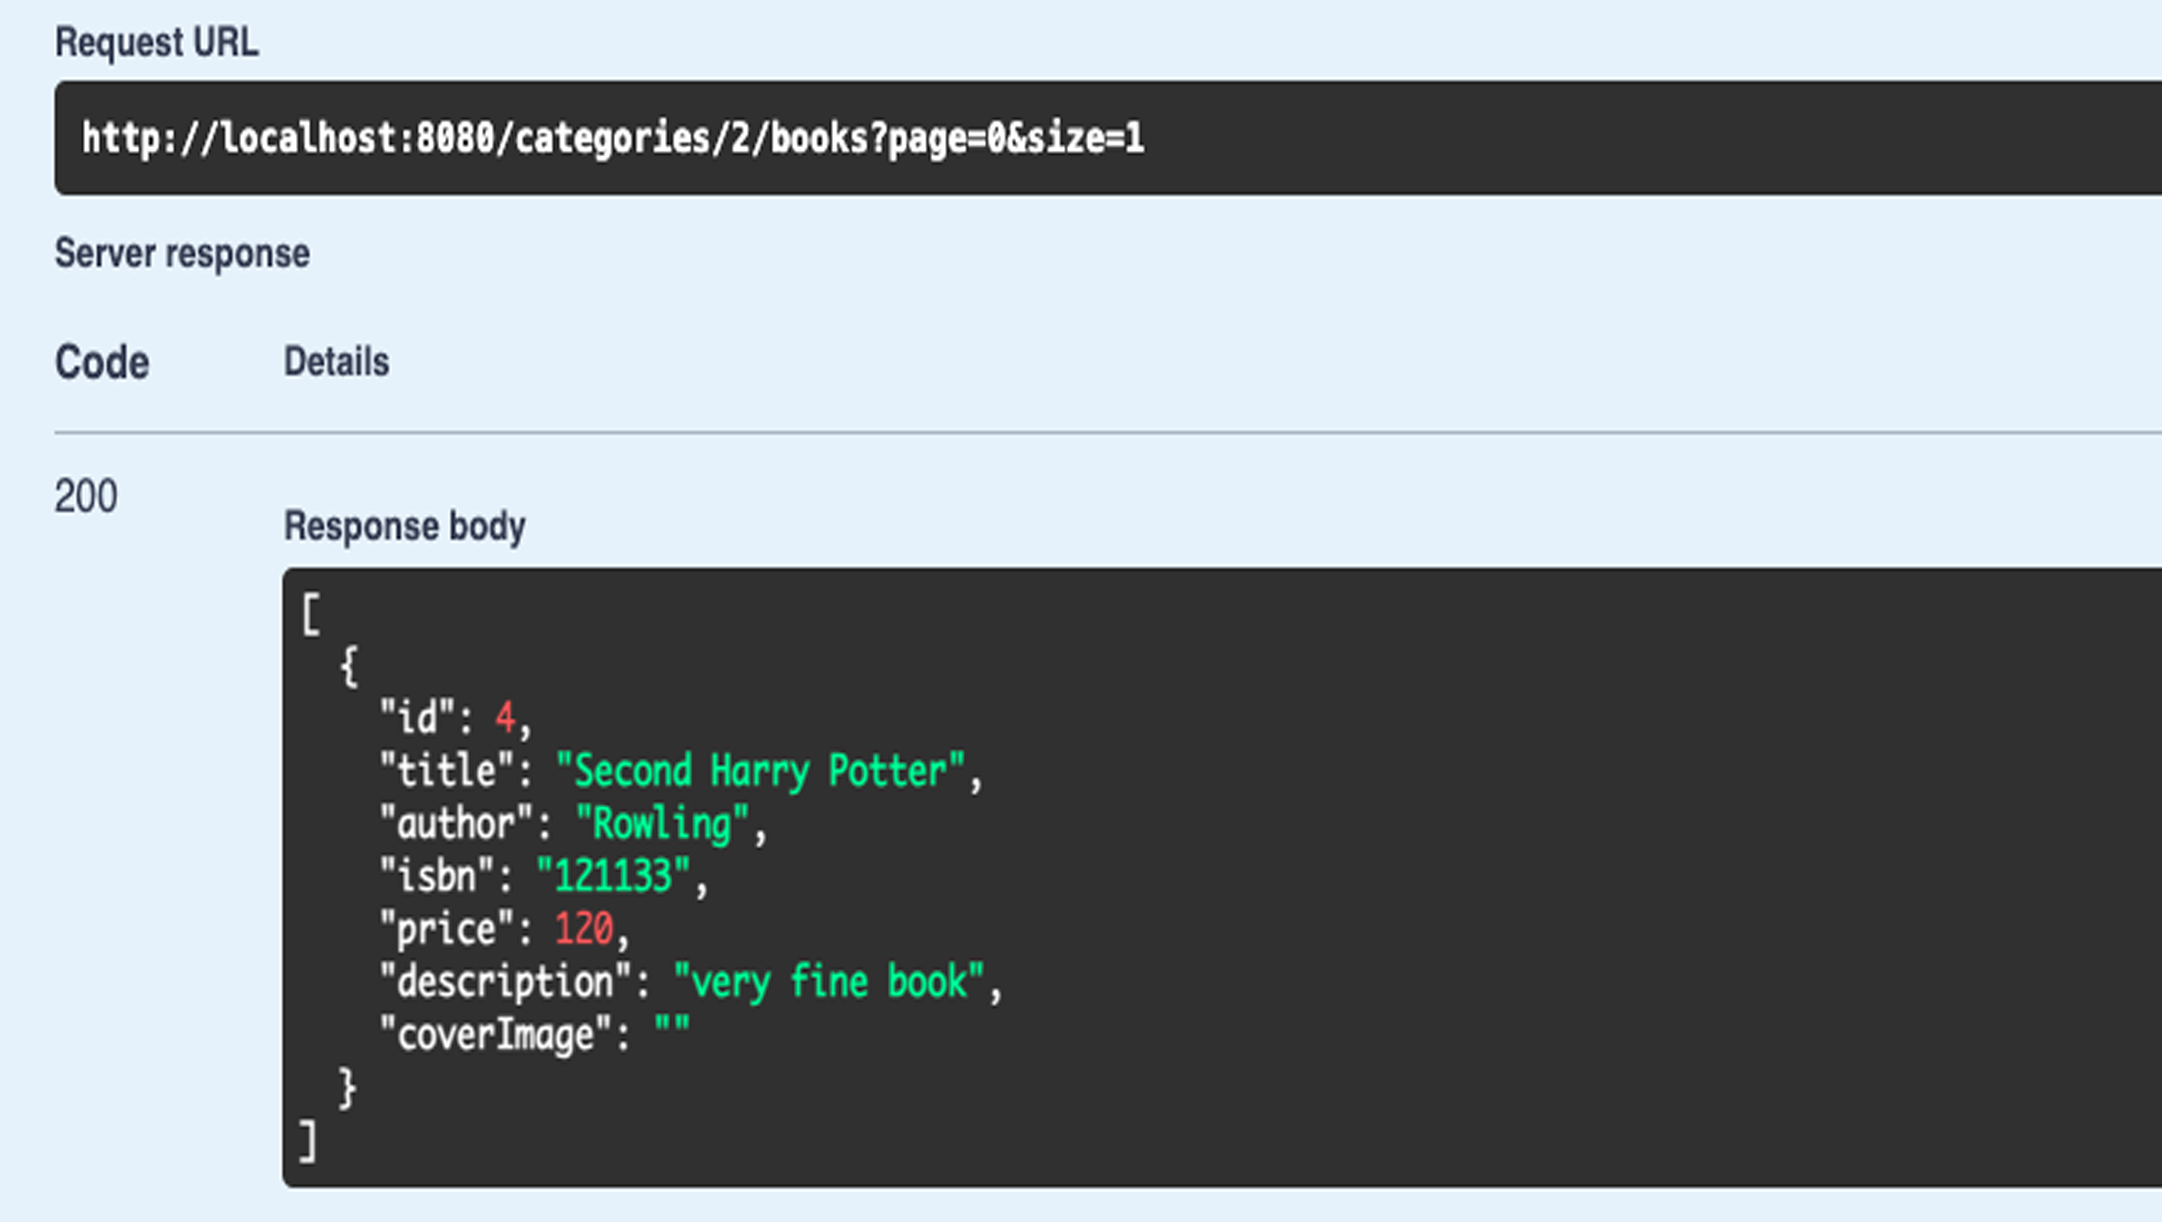 Request URL
http://localhost:8080/categories/2/books?page=0&size=1
Server response
Code Details
200
Response body
[
  {
    "id": 4,
    "title": "Second Harry Potter",
    "author": "Rowling",
    "isbn": "121133",
    "price": 120,
    "description": "very fine book",
    "coverImage": ""
  }
]